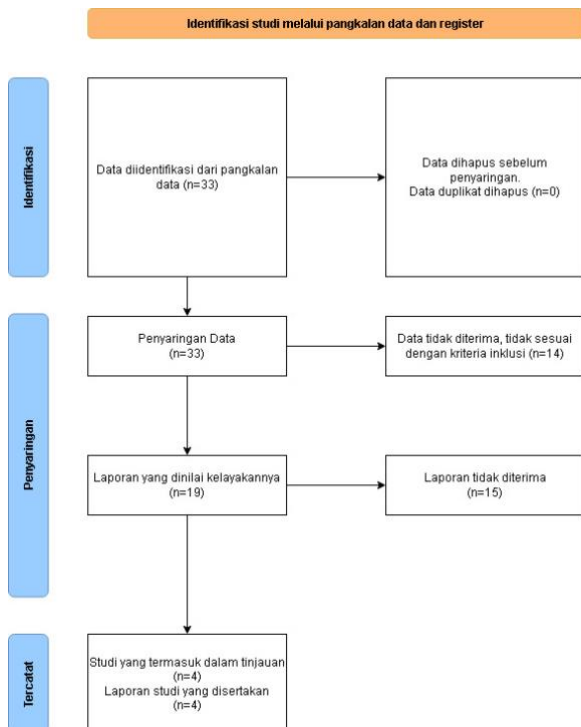 Identifikasi studi melalui pangkalan data dan register
Identifikasi
Data diidentifikasi dari pangkalan
data (n=33)
Data dihapus sebelum
penyaringan.
Data duplikat dihapus (n=0)
Penyaringan
Penyaringan Data
(n=33)
Data tidak diterima, tidak sesuai
dengan kriteria inklusi (n=14)
Laporan yang dinilai kelayakannya
(n=19)
Laporan tidak diterima
(n=15)
Tercatat
Studi yang termasuk dalam tinjauan
(n=4)
Laporan studi yang disertakan
(n=4)